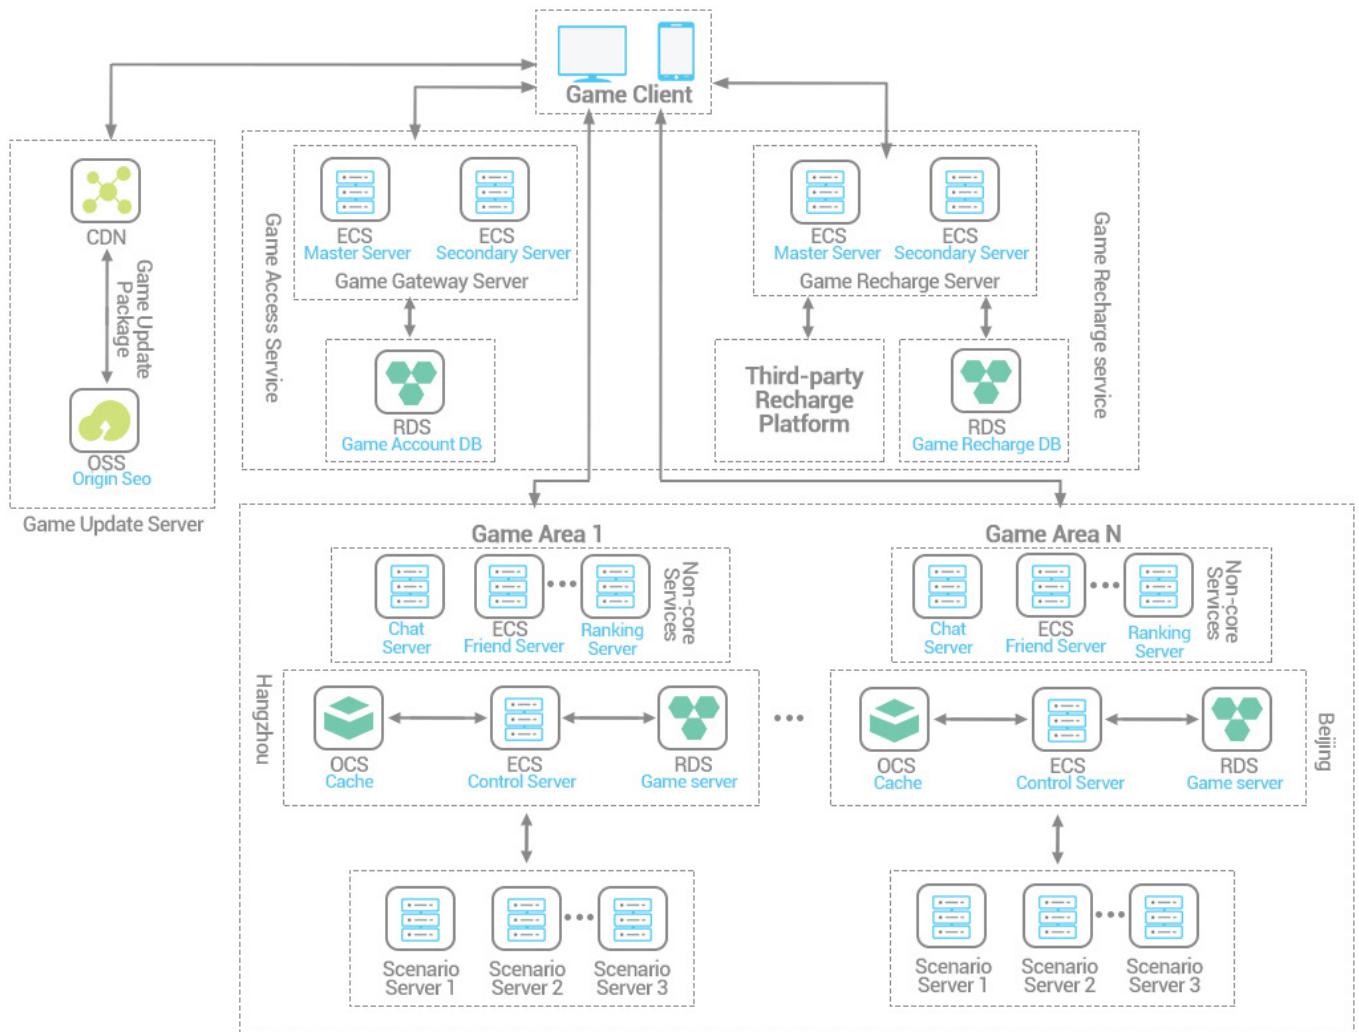 Game Client
CDN
Game Update
Package
OSS
Origin Seo
Game Update Server
Game Access Service
ECS
Master Server
ECS
Secondary Server
Game Gateway Server
RDS
Game Account DB
ECS
Master Server
ECS
Secondary Server
Game Recharge Server
Third-party
Recharge
Platform
RDS
Game Recharge DB
Game Recharge service
Game Area 1
Chat
Server
ECS
Friend Server
Ranking
Server
Non-core
Services
Hangzhou
OCS
Cache
ECS
Control Server
RDS
Game server
Scenario
Server 1
Scenario
Server 2
Scenario
Server 3
Game Area N
Chat
Server
ECS
Friend Server
Ranking
Server
Non-core
Services
OCS
Cache
ECS
Control Server
RDS
Game server
Beijing
Scenario
Server 1
Scenario
Server 2
Scenario
Server 3